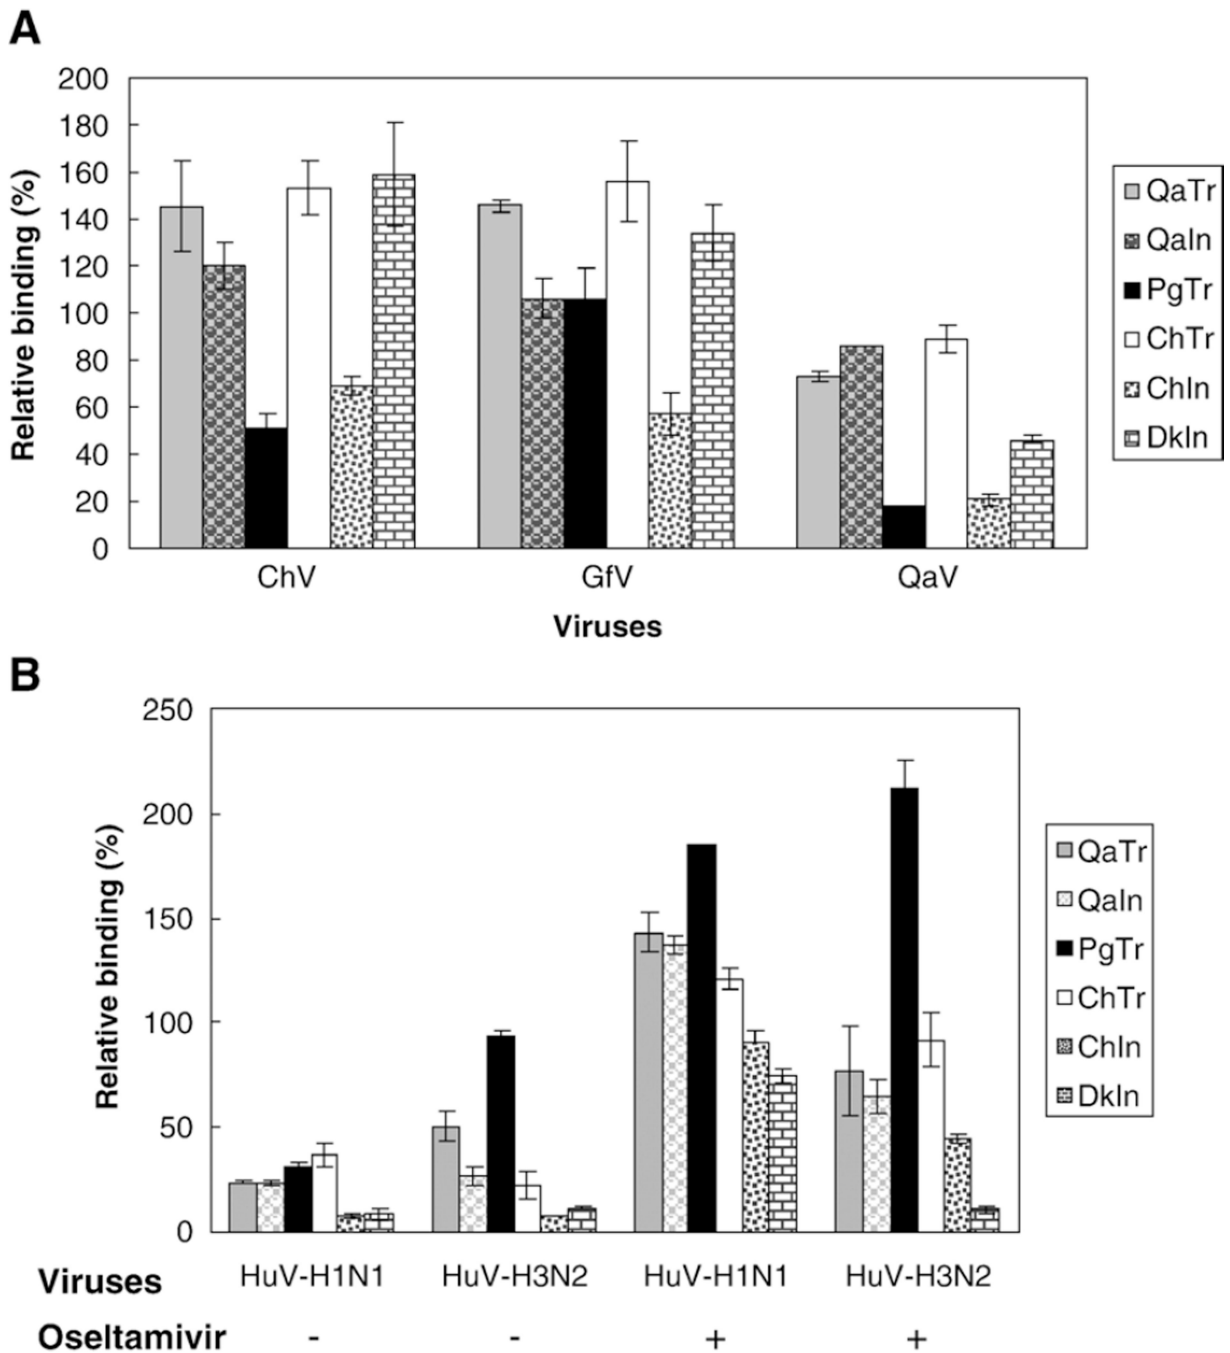 A
200
180
160
140
120
100
80
60
40
20
0
Relative binding (%)
ChV GfV QaV
Viruses
QaTr
QaIn
PgTr
ChTr
ChIn
DkIn
B
250
200
150
100
50
0
Relative binding (%)
QaTr
QaIn
PgTr
ChTr
ChIn
DkIn
Viruses HuV-H1N1 HuV-H3N2 HuV-H1N1 HuV-H3N2
Oseltamivir - - + +